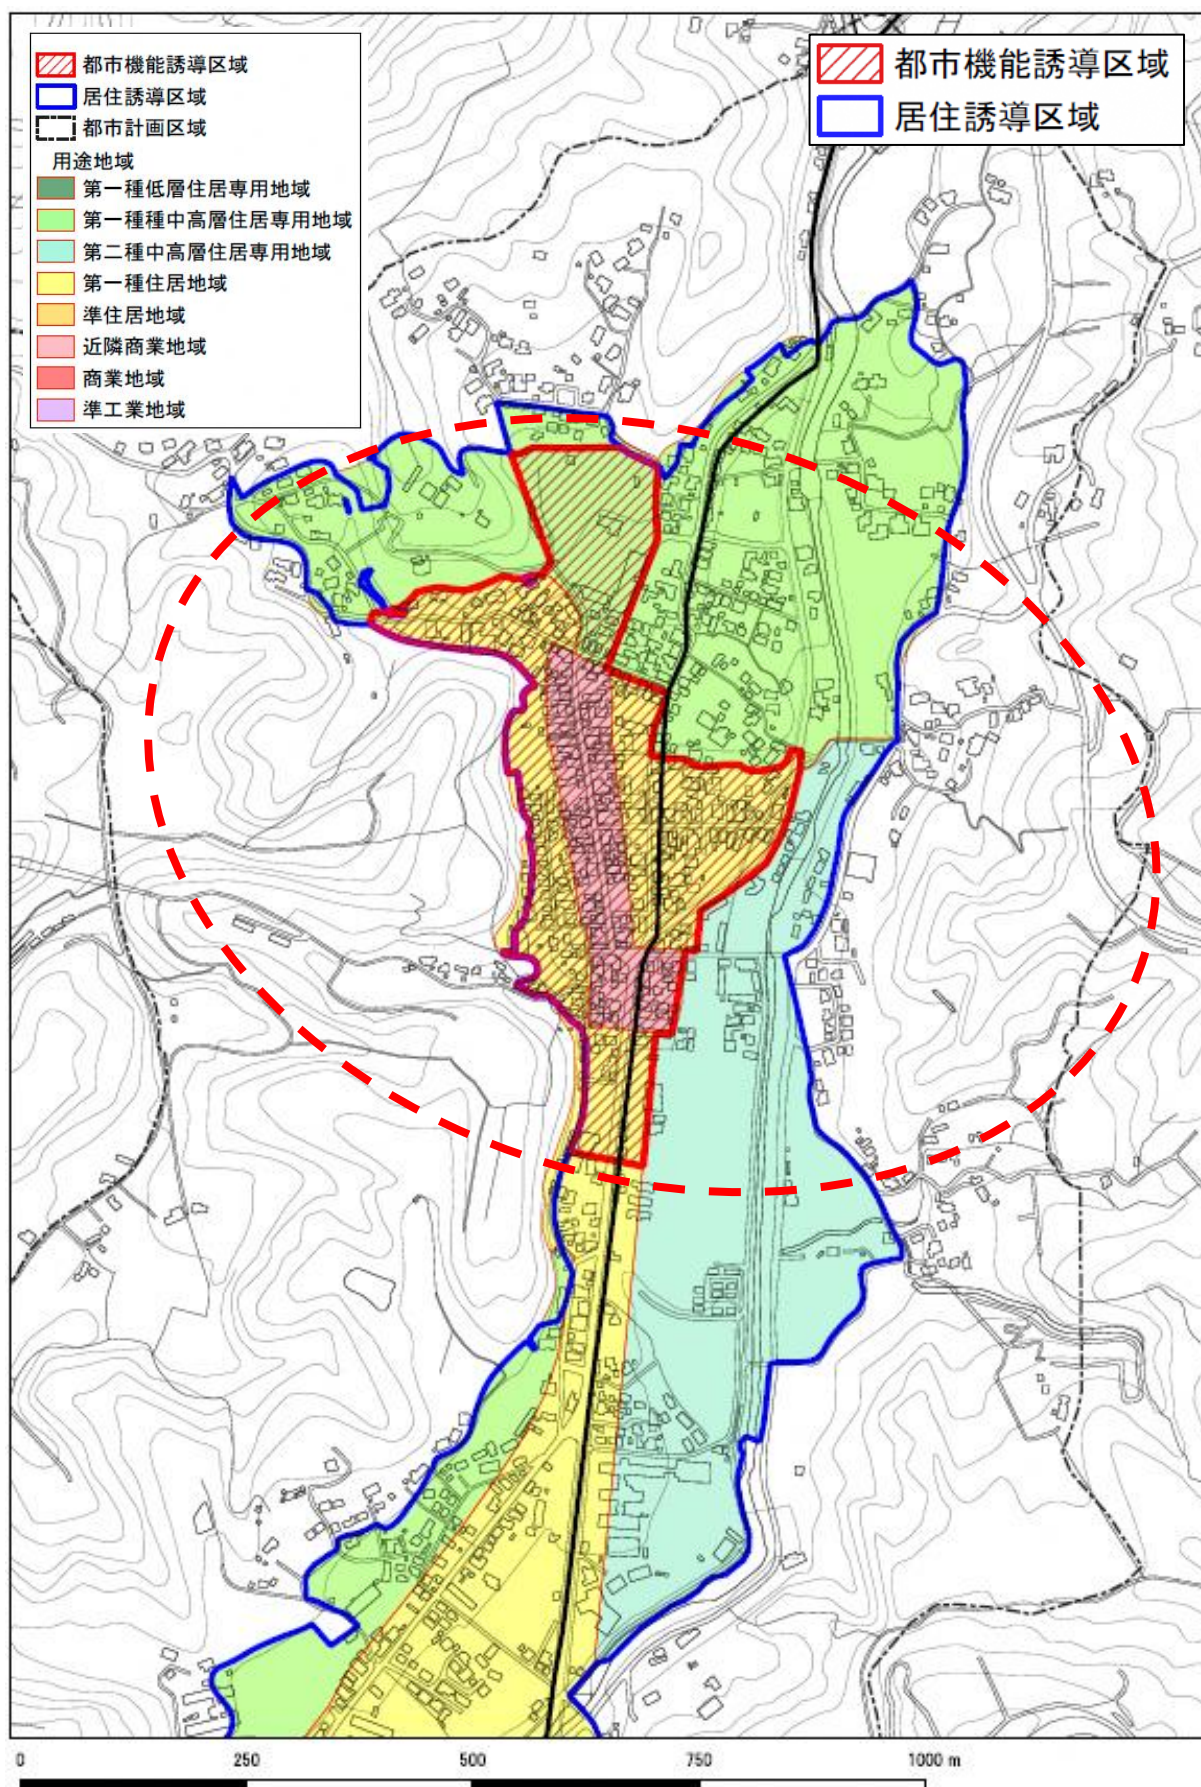 都市機能誘導区域
居住誘導区域
都市計画区域
用途地域
第一種低層住居専用地域
第一種種中高層住居専用地域
第二種中高層住居専用地域
第一種住居地域
準住居地域
近隣商業地域
商業地域
準工業地域
都市機能誘導区域
居住誘導区域
0 250 500 750 1000 m